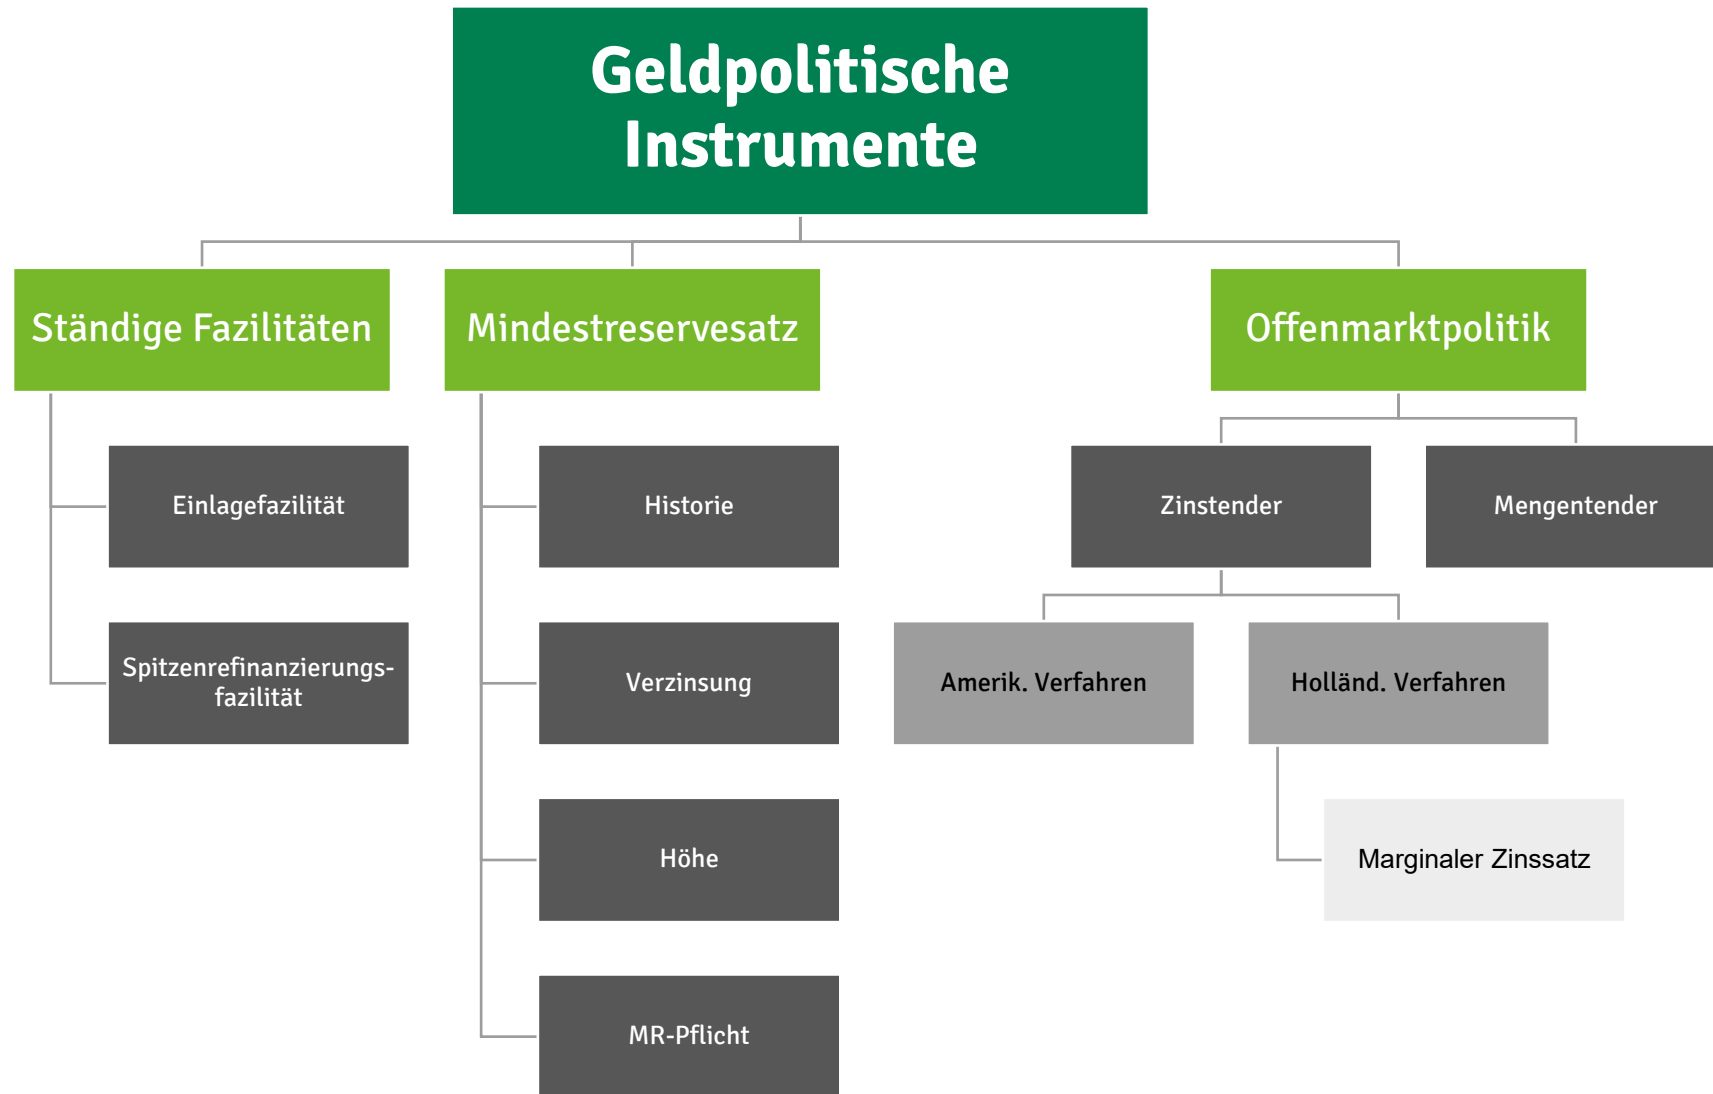 Geldpolitische
Instrumente
Ständige Fazilitäten
Mindestreservesatz
Offenmarktpolitik
Einlagefazilität
Historie
Zinstender
Mengentender
Spitzenrefinanzierungs-
fazilität
Verzinsung
Amerik. Verfahren
Holländ. Verfahren
Höhe
Marginaler Zinssatz
MR-Pflicht